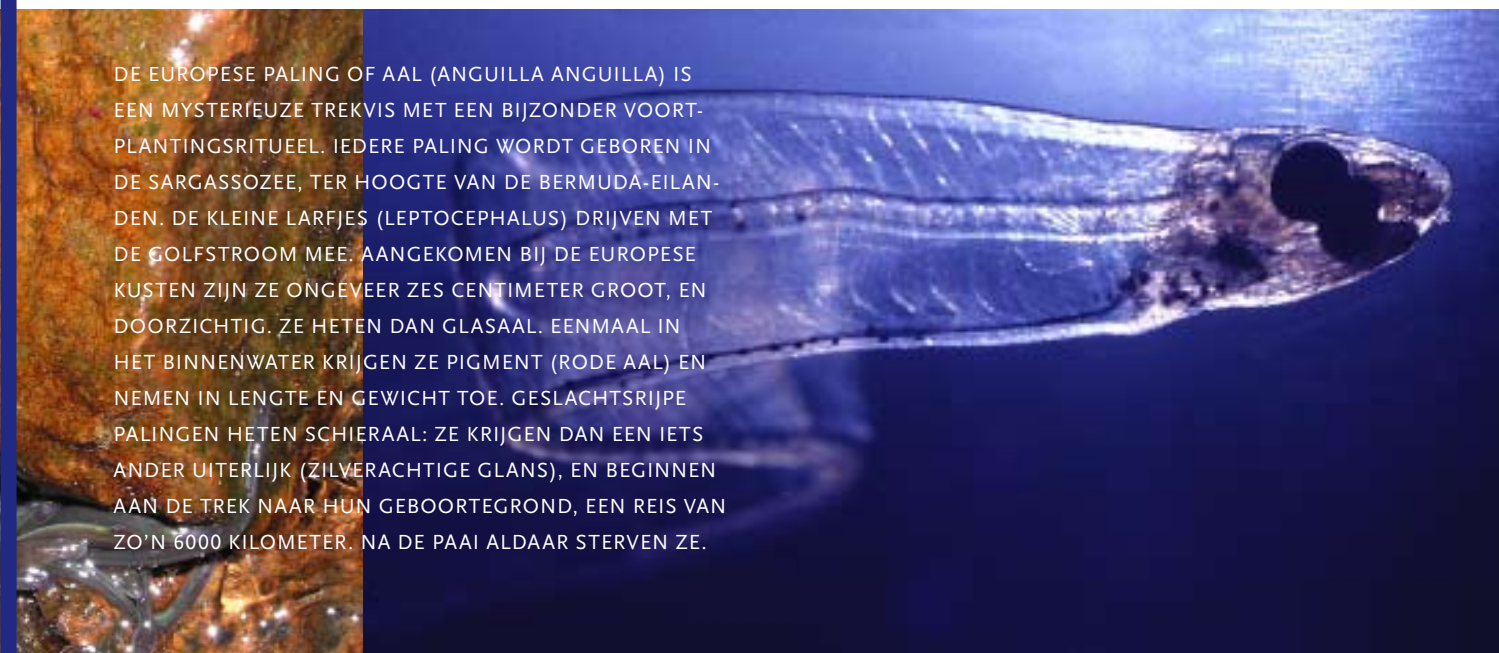 DE EUROPESE PALING OF AAL (ANGUILLA ANGUILLA) IS
EEN MYSTERIEUZE TREKVIS MET EEN BIJZONDER VOORT-
PLANTINGSRITUEEL. IEDERE PALING WORDT GEBOREN IN
DE SARGASSOZEE, TER HOOGTE VAN DE BERMUDA-EILAN-
DEN. DE KLEINE LARFJES (LEPTOCEPHALUS) DRIJVEN MET
DE GOLFSTROOM MEE. AANGEKOMEN BIJ DE EUROPESE
KUSTEN ZIJN ZE ONGEVEER ZES CENTIMETER GROOT, EN
DOORZICHTIG. ZE HETEN DAN GLASAAL. EENMAAL IN
HET BINNENWATER KRIJGEN ZE PIGMENT (RODE AAL) EN
NEMEN IN LENGTE EN GEWICHT TOE. GESLACHTSRIJPE
PALINGEN HETEN SCHIERAAL: ZE KRIJGEN DAN EEN IETS
ANDER UITERLIJK (ZILVERACHTIGE GLANS), EN BEGINNEN
AAN DE TREK NAAR HUN GEBOORTEGROND, EEN REIS VAN
ZO'N 6000 KILOMETER. NA DE PAAI ALDAAR STERVEN ZE.